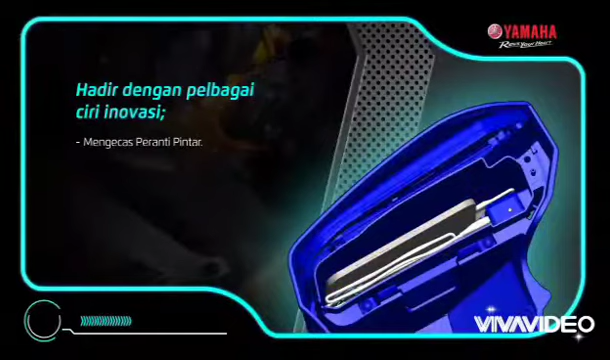 YAMAHA
Revs Your Heart
Hadir dengan pelbagai
ciri inovasi;
- Mengecas Peranti Pintar.
VIVAVIDEO